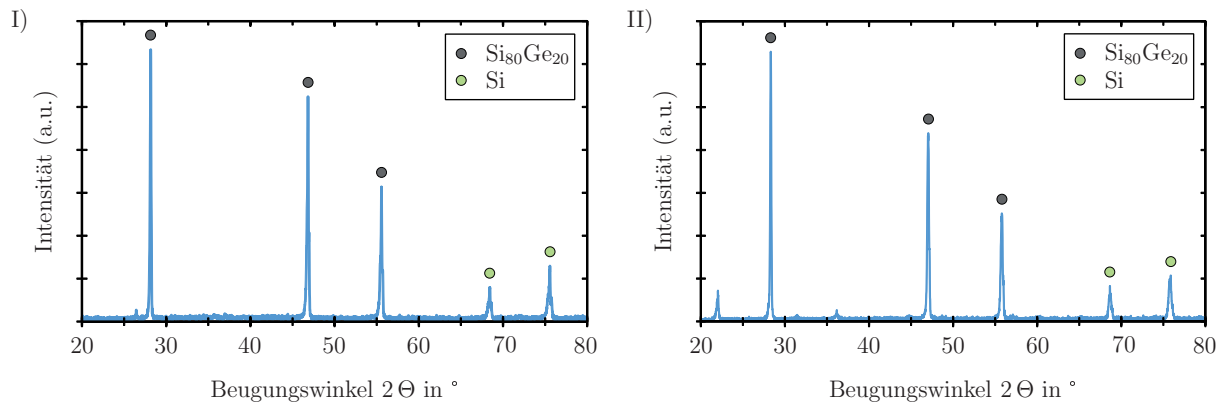 I)
Intensität (a.u.)
Si₈₀Ge₂₀
Si
20 30 40 50 60 70 80
Beugungswinkel 2 Θ in °
II)
Intensität (a.u.)
Si₈₀Ge₂₀
Si
20 30 40 50 60 70 80
Beugungswinkel 2 Θ in °